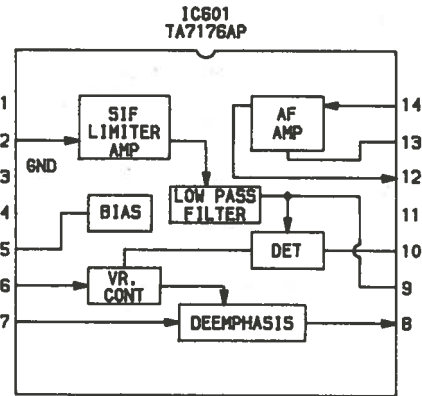 IC601
TA7176AP
1
2
3
4
5
6
7
GND
SIF
LIMITER
AMP
AF
AMP
LOW PASS
FILTER
BIAS
DET
VR.
CONT
DEEMPHASIS
14
13
12
11
10
9
8